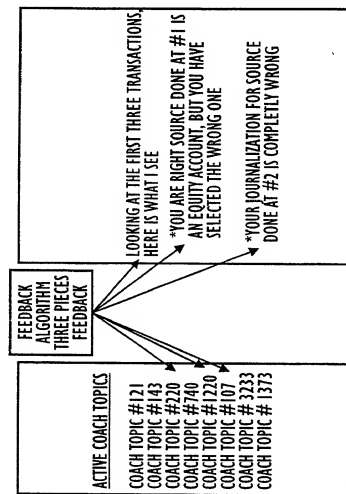 FEEDBACK
ALGORITHM
THREE PIECES
FEEDBACK
ACTIVE COACH TOPICS
COACH TOPIC #121
COACH TOPIC #143
COACH TOPIC #220
COACH TOPIC #740
COACH TOPIC #1220
COACH TOPIC #107
COACH TOPIC # 3233
COACH TOPIC # 1373
LOOKING AT THE FIRST THREE TRANSACTIONS,
HERE IS WHAT I SEE
*YOU ARE RIGHT SOURCE DONE AT #1 IS
AN EQUITY ACCOUNT, BUT YOU HAVE
SELECTED THE WRONG ONE
*YOUR JOURNALIZATION FOR SOURCE
DONE AT #2 IS COMPLETLY WRONG